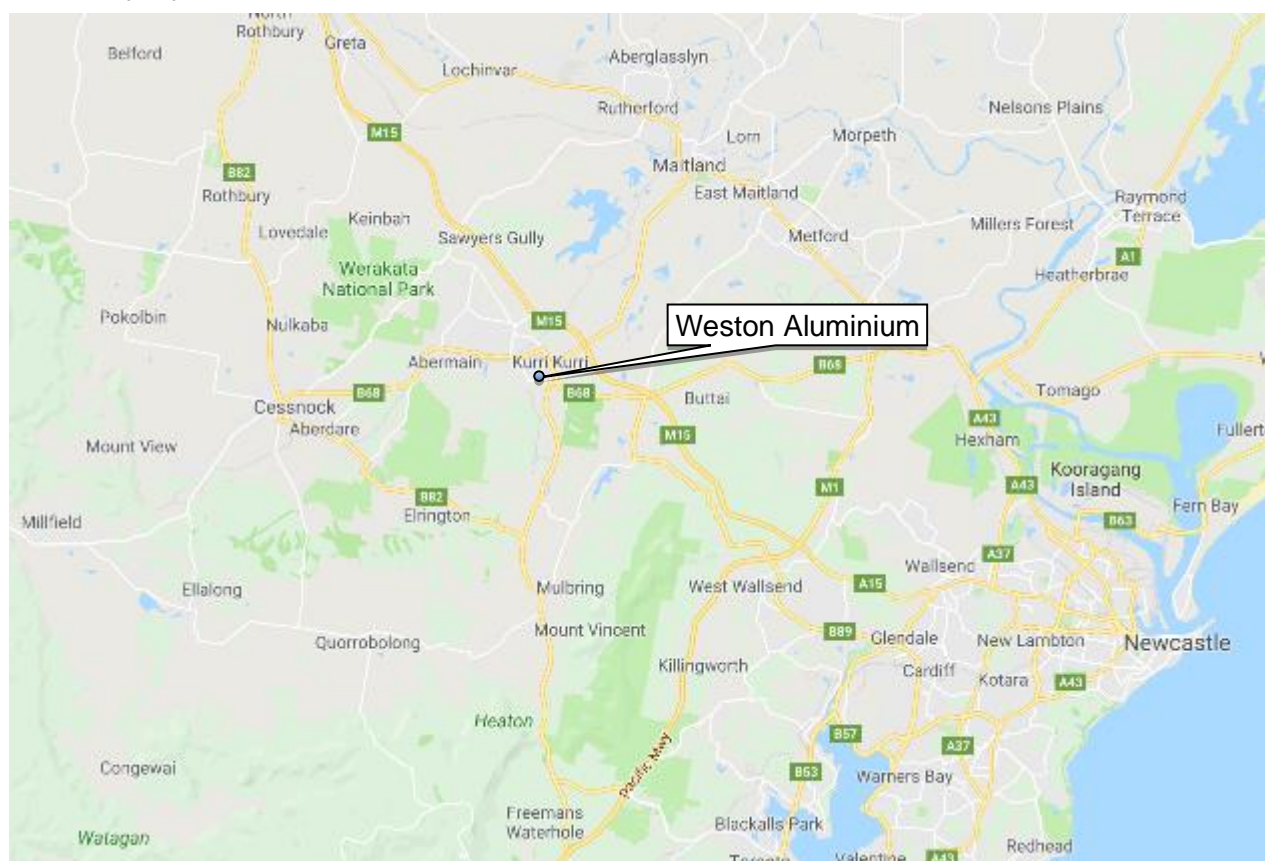 North
Rothbury
Belford
Greta
Lochinvar
Aberglasslyn
Rutherford
Nelsons Plains
Lorn
Morpeth
M15
Maitland
B82
Rothbury
East Maitland
Raymond
Terrace
Keinbah
Lovedale
Sawyers Gully
Metford
Millers Forest
A1
Werakata
National Park
Heatherbrae
Pokolbin
Nulkaba
M15
Weston Aluminium
Abermain
Kurri Kurri
B68
B68
B68
Buttai
Tomago
Cessnock
Aberdare
A43
Hexham
Fullert
Mount View
M15
Kooragang
Island
A43
M1
B82
Elrington
Fern Bay
B63
Millfield
A37
Wallsend
Ellalong
Mulbring
West Wallsend
A15
Mount Vincent
B89
Glendale
New Lambton
Newcastle
Quorrobolong
Killingworth
Cardiff
Kotara
A43
Heaton
B57
A37
Pacific Mwy
Congewai
B53
Warners Bay
Freemans
Waterhole
Blackalls Park
Watagan
Redhead
Toronto
Valentine
A43